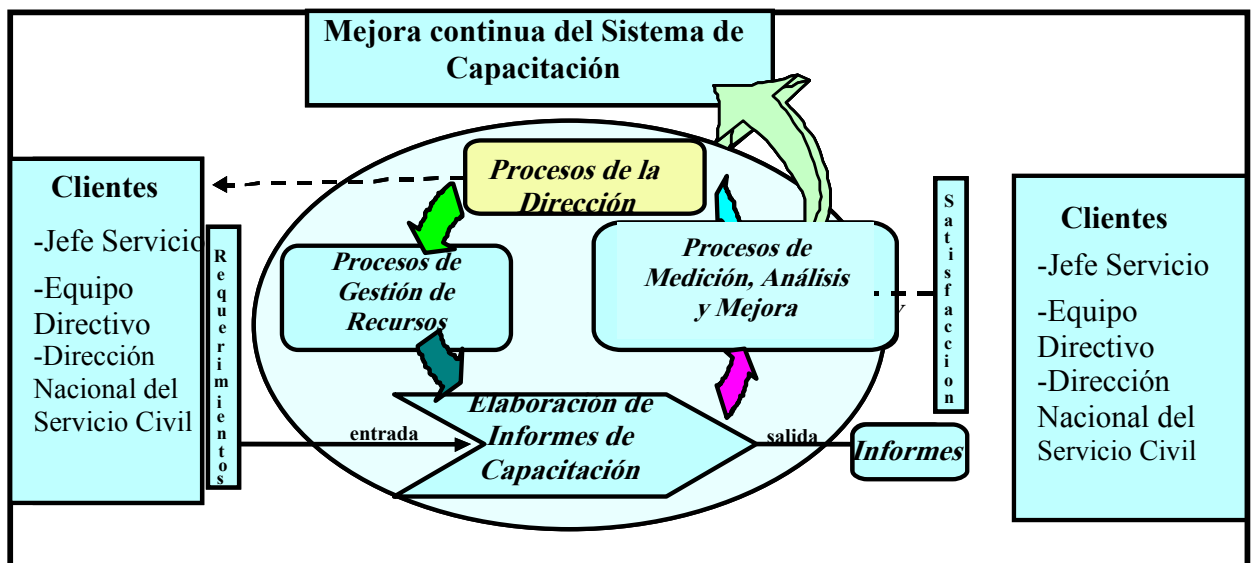 Mejora continua del Sistema de
Capacitación
Clientes
-Jefe Servicio
-Equipo
Directivo
-Dirección
Nacional del
Servicio Civil
Requerimientos
Procesos de la
Dirección
Procesos de
Gestión de
Recursos
Procesos de
Medición, Análisis
y Mejora
Elaboración de
Informes de
Capacitación
entrada
salida
Informes
Satisfaccion
Clientes
-Jefe Servicio
-Equipo
Directivo
-Dirección
Nacional del
Servicio Civil